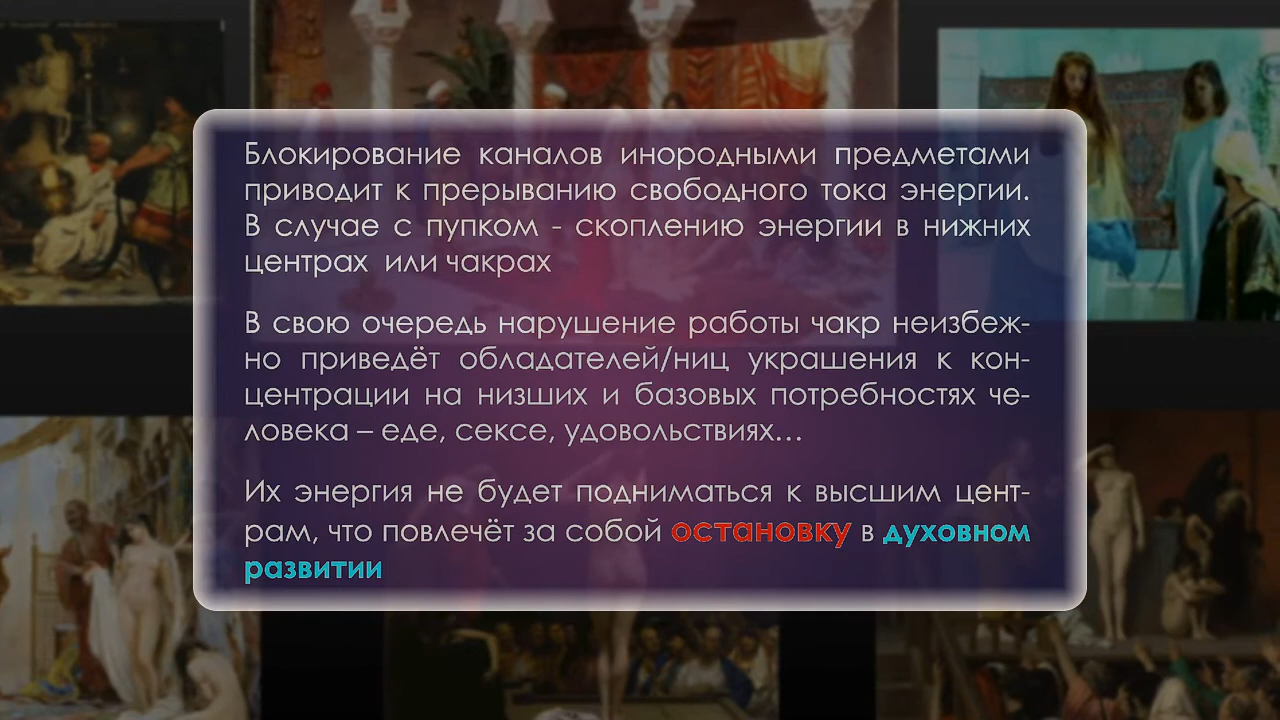 Блокирование каналов инородными предметами
приводит к прерыванию свободного тока энергии.
В случае с пупком - скоплению энергии в нижних
центрах или чакрах
В свою очередь нарушение работы чакр неизбеж-
но приведёт обладателей/ниц украшения к кон-
центрации на низших и базовых потребностях че-
ловека – еде, сексе, удовольствиях...
Их энергия не будет подниматься к высшим цент-
рам, что повлечёт за собой остановку в духовном
развитии